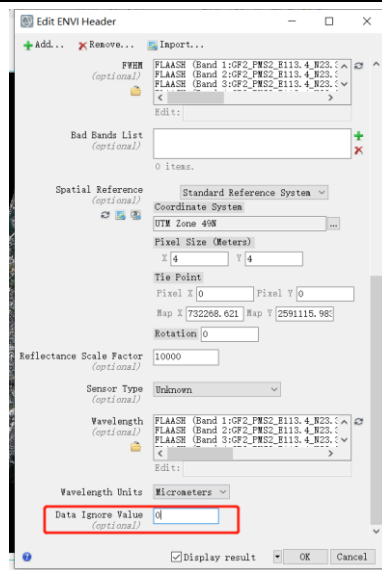 Edit ENVI Header
Add... Remove... Import...
FWHM
(optional)
FLAASH (Band 1:GF2_PMS2_E113.4_N23.
FLAASH (Band 2:GF2_PMS2_E113.4_N23.
FLAASH (Band 3:GF2_PMS2_E113.4_N23.
Edit:
Bad Bands List
(optional)
0 items.
Spatial Reference
(optional)
Standard Reference System
Coordinate System
UTM Zone 49N
...
Pixel Size (Meters)
X 4 Y 4
Tie Point
Pixel X 0 Pixel Y 0
Map X 732268.621 Map Y 2591115.98
Rotation 0
Reflectance Scale Factor
(optional)
10000
Sensor Type
(optional)
Unknown
Wavelength
(optional)
FLAASH (Band 1:GF2_PMS2_E113.4_N23.
FLAASH (Band 2:GF2_PMS2_E113.4_N23.
FLAASH (Band 3:GF2_PMS2_E113.4_N23.
Edit:
Wavelength Units Micrometers
Data Ignore Value
(optional)
0
Display result OK Cancel